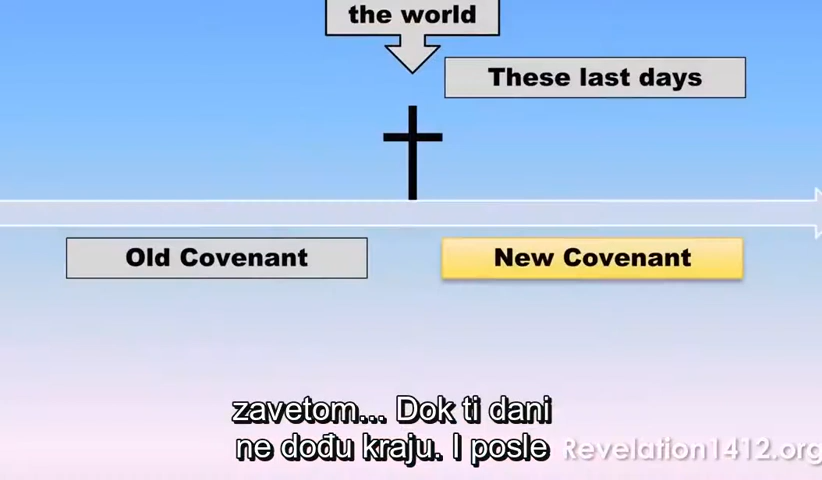 the world
These last days
Old Covenant
New Covenant
zavetom... Dok ti dani
ne dođu kraju. I posle
Revelation1412.org